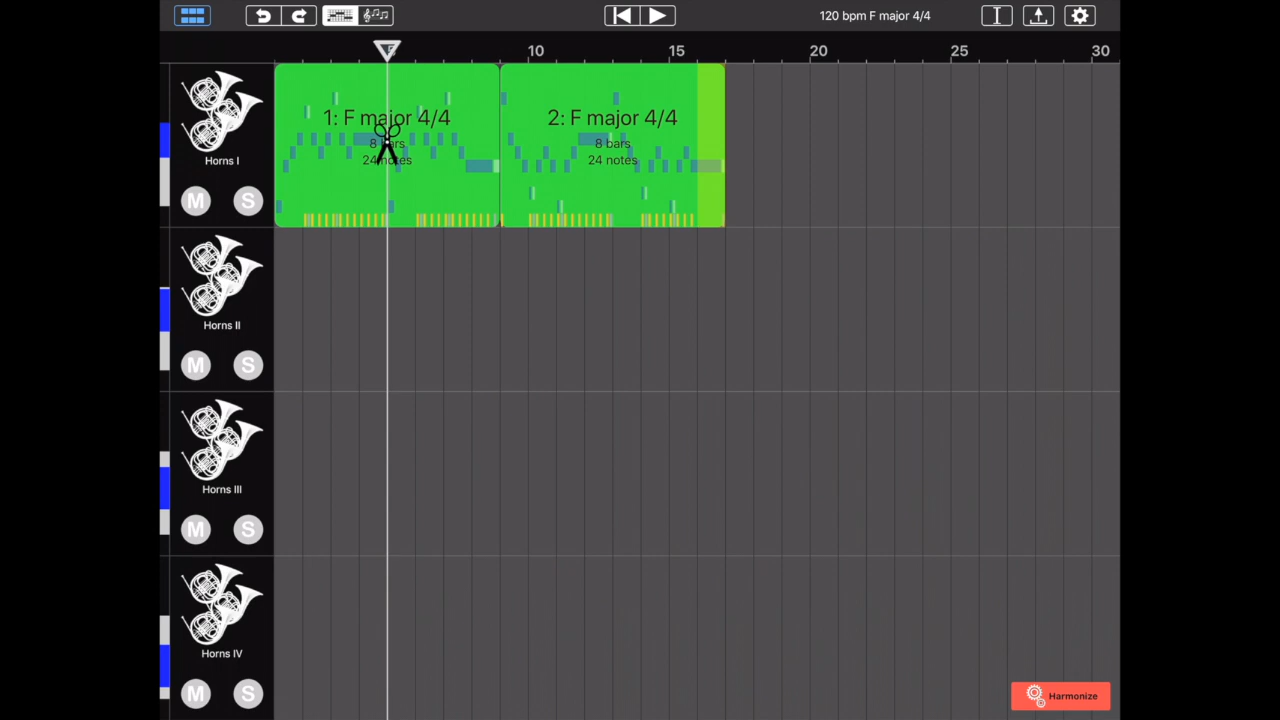 120 bpm F major 4/4
10 15 20 25 30
1: F major 4/4
8 bars
24 notes
2: F major 4/4
8 bars
24 notes
Horns I
M S
Horns II
M S
Horns III
M S
Horns IV
M S
Harmonize